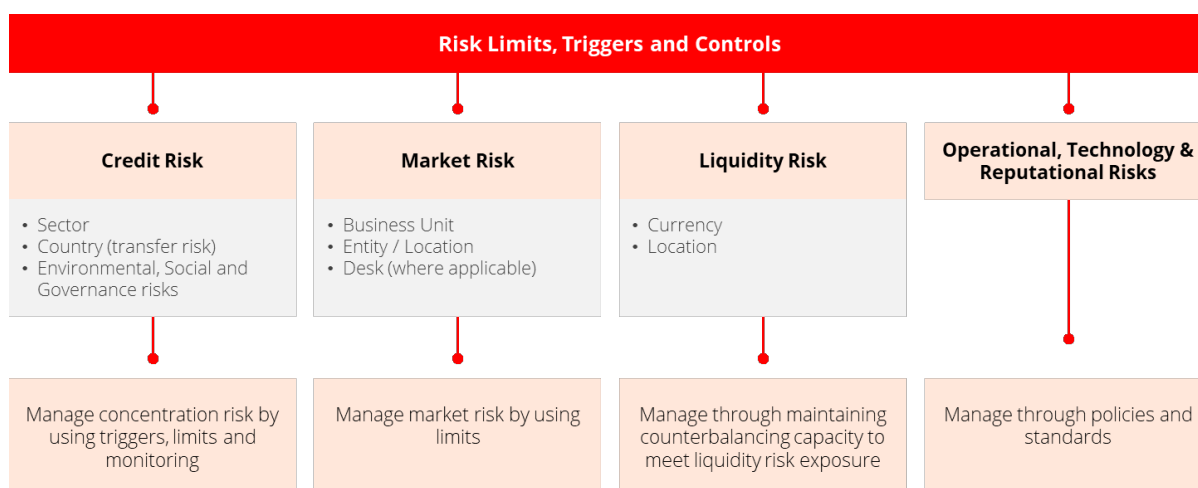 Risk Limits, Triggers and Controls
Credit Risk
• Sector
• Country (transfer risk)
• Environmental, Social and
Governance risks
Manage concentration risk by
using triggers, limits and
monitoring
Market Risk
• Business Unit
• Entity / Location
• Desk (where applicable)
Manage market risk by using
limits
Liquidity Risk
• Currency
• Location
Manage through maintaining
counterbalancing capacity to
meet liquidity risk exposure
Operational, Technology &
Reputational Risks
Manage through policies and
standards